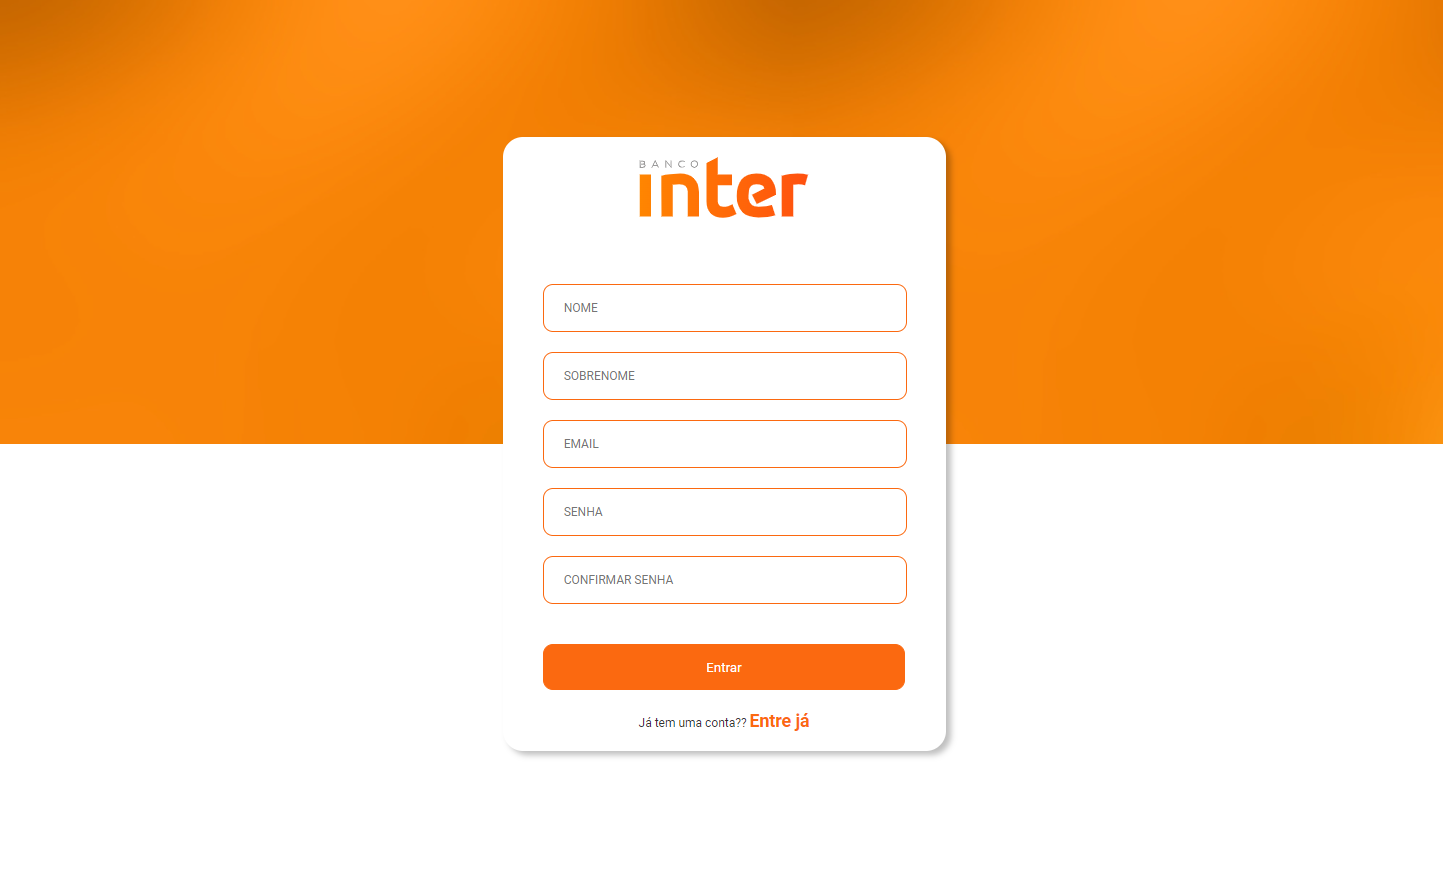 BANCO
inter
NOME
SOBRENOME
EMAIL
SENHA
CONFIRMAR SENHA
Entrar
Já tem uma conta?? Entre já